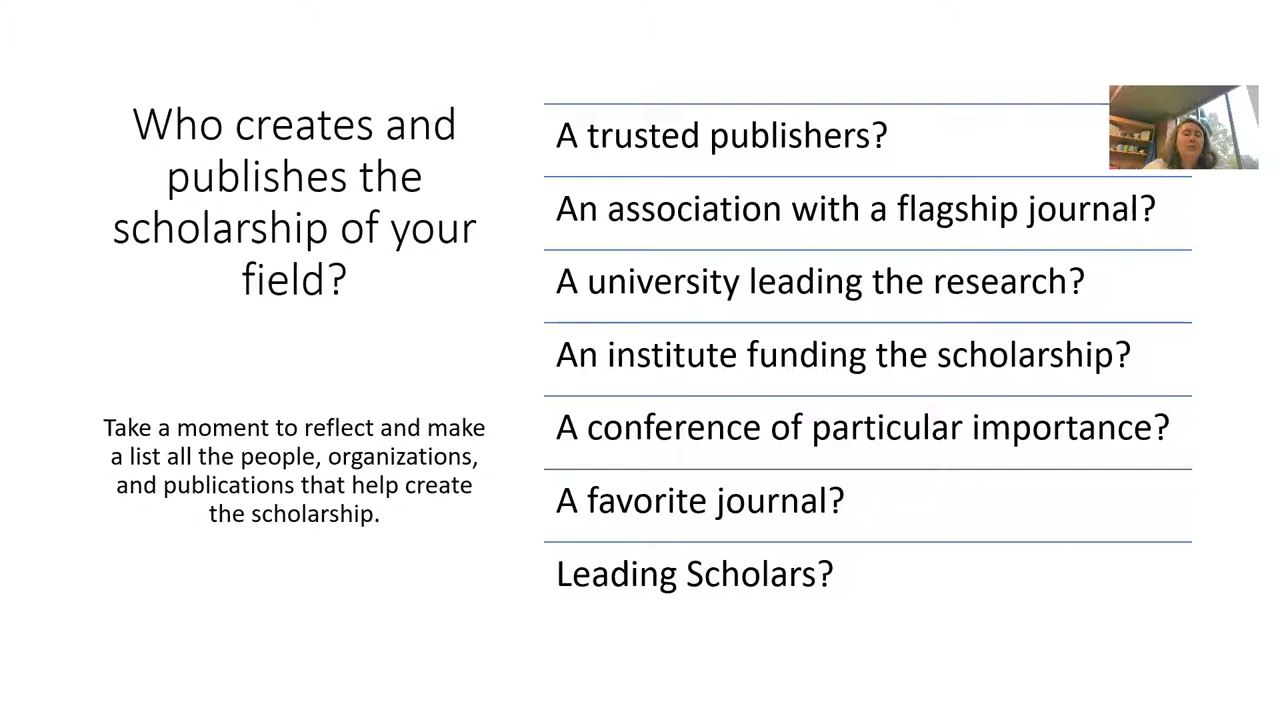 Who creates and
publishes the
scholarship of your
field?
Take a moment to reflect and make
a list all the people, organizations,
and publications that help create
the scholarship.
A trusted publishers?
An association with a flagship journal?
A university leading the research?
An institute funding the scholarship?
A conference of particular importance?
A favorite journal?
Leading Scholars?